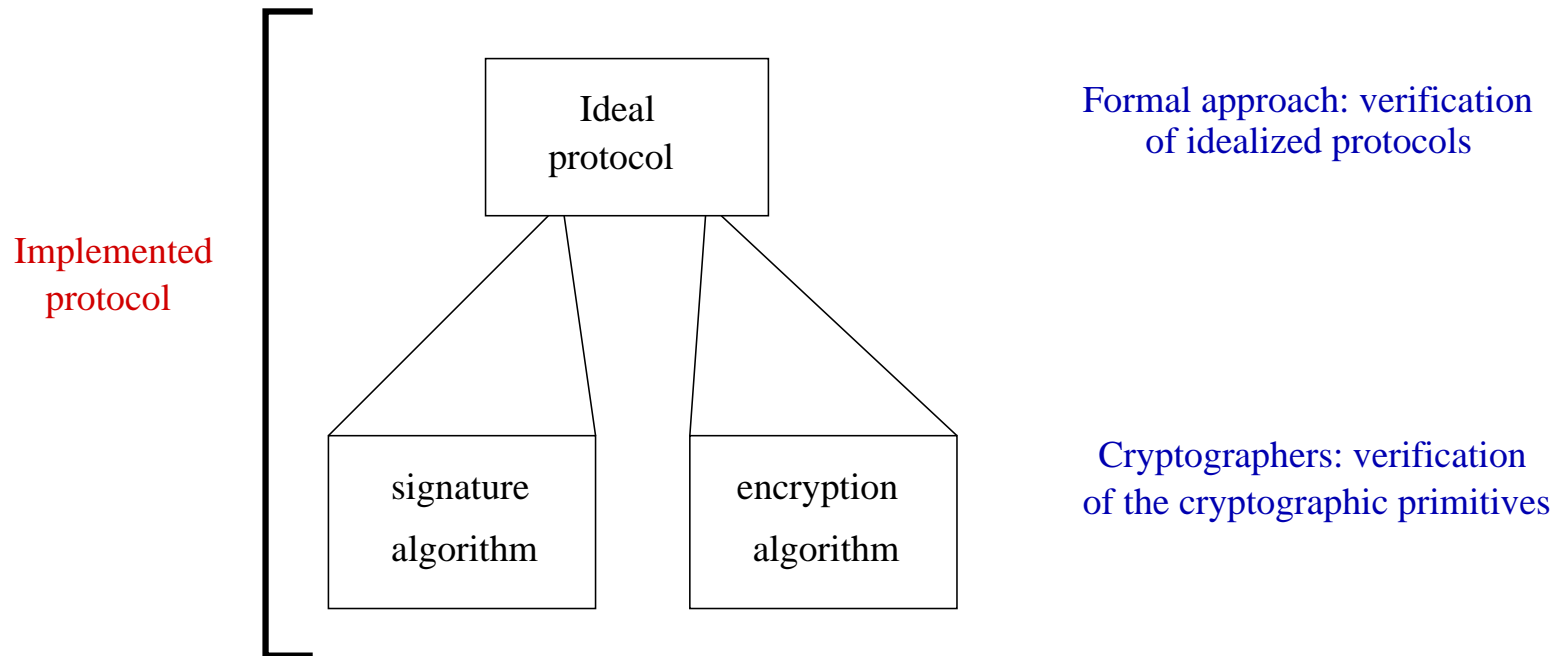 Implemented
protocol
Ideal
protocol
signature
algorithm
encryption
algorithm
Formal approach: verification
of idealized protocols
Cryptographers: verification
of the cryptographic primitives